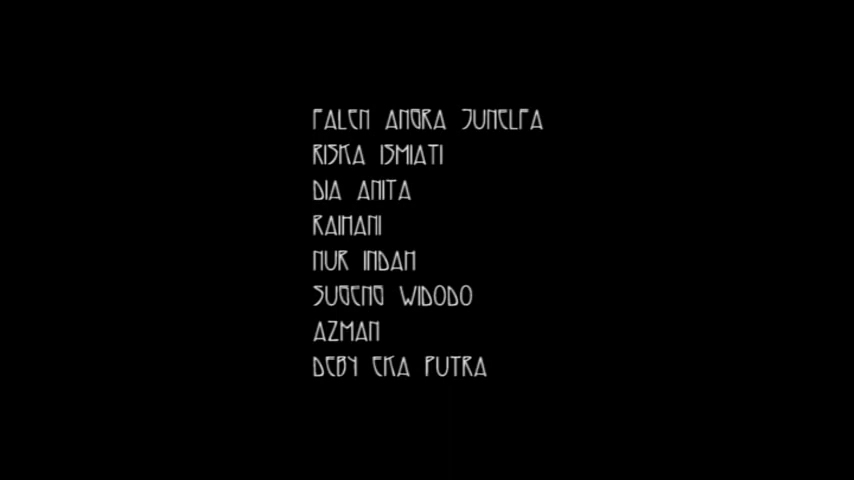 FALEN ANGRA JUNELFA
RISKA ISMIATI
DIA ANITA
RAIHANI
NUR INDAH
SUGENG WIDODO
AZMAN
DEBY EKA PUTRA